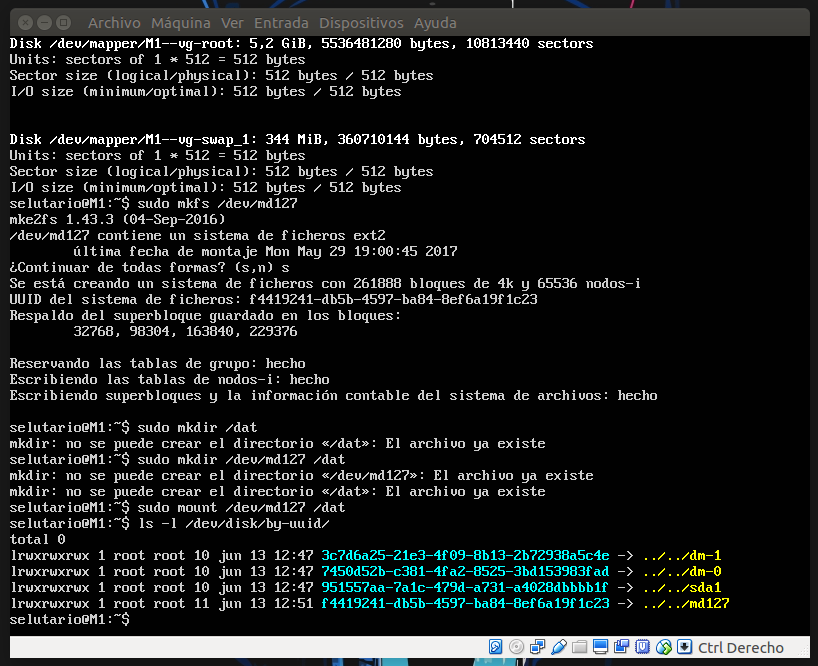 Archivo Máquina Ver Entrada Dispositivos Ayuda
Disk /dev/mapper/M1--vg-root: 5,2 GiB, 5536481280 bytes, 10813440 sectors
Units: sectors of 1 * 512 = 512 bytes
Sector size (logical/physical): 512 bytes / 512 bytes
I/O size (minimum/optimal): 512 bytes / 512 bytes
Disk /dev/mapper/M1--vg-swap_1: 344 MiB, 360710144 bytes, 704512 sectors
Units: sectors of 1 * 512 = 512 bytes
Sector size (logical/physical): 512 bytes / 512 bytes
I/O size (minimum/optimal): 512 bytes / 512 bytes
selutario@M1:~$ sudo mkfs /dev/md127
mke2fs 1.43.3 (04-Sep-2016)
/dev/md127 contiene un sistema de ficheros ext2
última fecha de montaje Mon May 29 19:00:45 2017
¿Continuar de todas formas? (s,n) s
Se está creando un sistema de ficheros con 261888 bloques de 4k y 65536 nodos-i
UUID del sistema de ficheros: f4419241-db5b-4597-ba84-8ef6a19f1c23
Respaldo del superbloque guardado en los bloques:
32768, 98304, 163840, 229376
Reservando las tablas de grupo: hecho
Escribiendo las tablas de nodos-i: hecho
Escribiendo superbloques y la información contable del sistema de archivos: hecho
selutario@M1:~$ sudo mkdir /dat
mkdir: no se puede crear el directorio «/dat»: El archivo ya existe
selutario@M1:~$ sudo mkdir /dev/md127 /dat
mkdir: no se puede crear el directorio «/dev/md127»: El archivo ya existe
mkdir: no se puede crear el directorio «/dat»: El archivo ya existe
selutario@M1:~$ sudo mount /dev/md127 /dat
selutario@M1:~$ ls -l /dev/disk/by-uuid/
total 0
lrwxrwxrwx 1 root root 10 jun 13 12:47 3c7d6a25-21e3-4f09-8b13-2b72938a5c4e -> ../../dm-1
lrwxrwxrwx 1 root root 10 jun 13 12:47 7450d52b-c381-4fa2-8525-3bd153983fad -> ../../dm-0
lrwxrwxrwx 1 root root 10 jun 13 12:47 951557aa-7a1c-479d-a731-a4028dbbbb1f -> ../../sda1
lrwxrwxrwx 1 root root 11 jun 13 12:51 f4419241-db5b-4597-ba84-8ef6a19f1c23 -> ../../md127
selutario@M1:~$
Ctrl Derecho